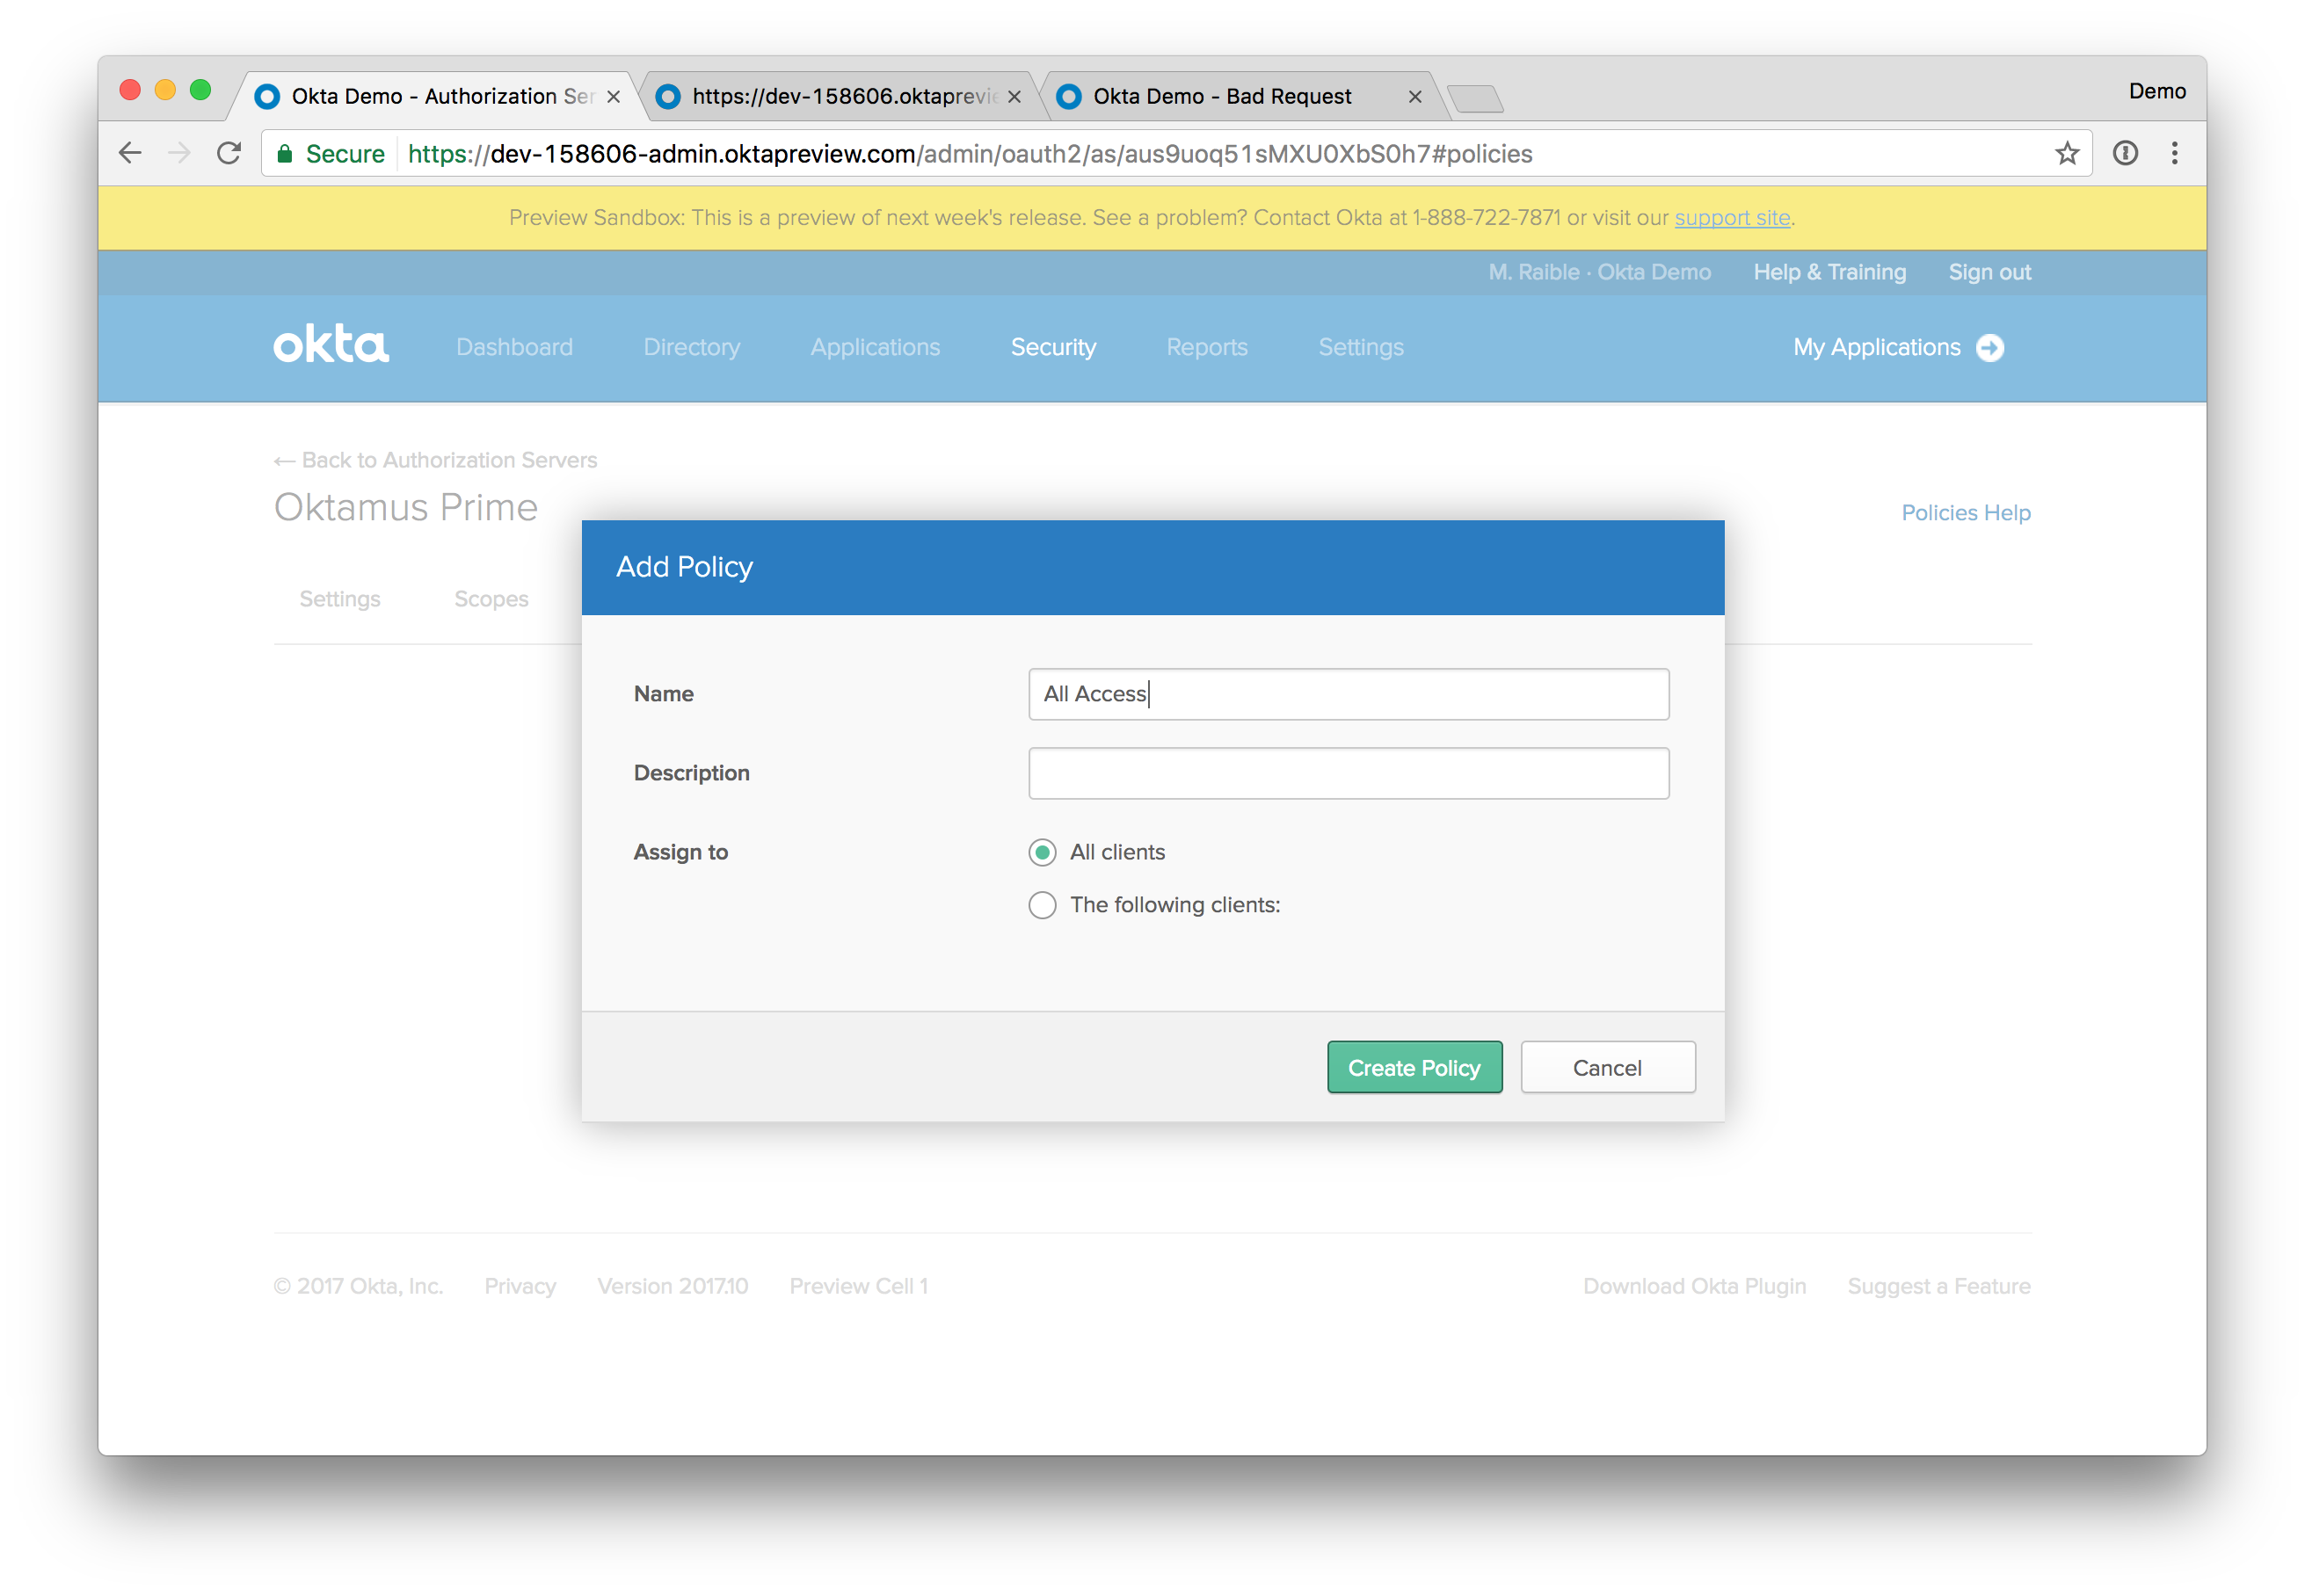 Okta Demo - Authorization Ser
https://dev-158606.oktaprevie
Okta Demo - Bad Request
Demo
Secure
https://dev-158606-admin.oktapreview.com/admin/oauth2/as/aus9uoq51sMXU0XbS0h7#policies
Preview Sandbox: This is a preview of next week's release. See a problem? Contact Okta at 1-888-722-7871 or visit our support site.
M. Raible · Okta Demo
Help & Training
Sign out
okta
Dashboard
Directory
Applications
Security
Reports
Settings
My Applications
← Back to Authorization Servers
Oktamus Prime
Policies Help
Settings
Scopes
Add Policy
Name
All Access
Description
Assign to
All clients
The following clients:
Create Policy
Cancel
© 2017 Okta, Inc.
Privacy
Version 2017.10
Preview Cell 1
Download Okta Plugin
Suggest a Feature